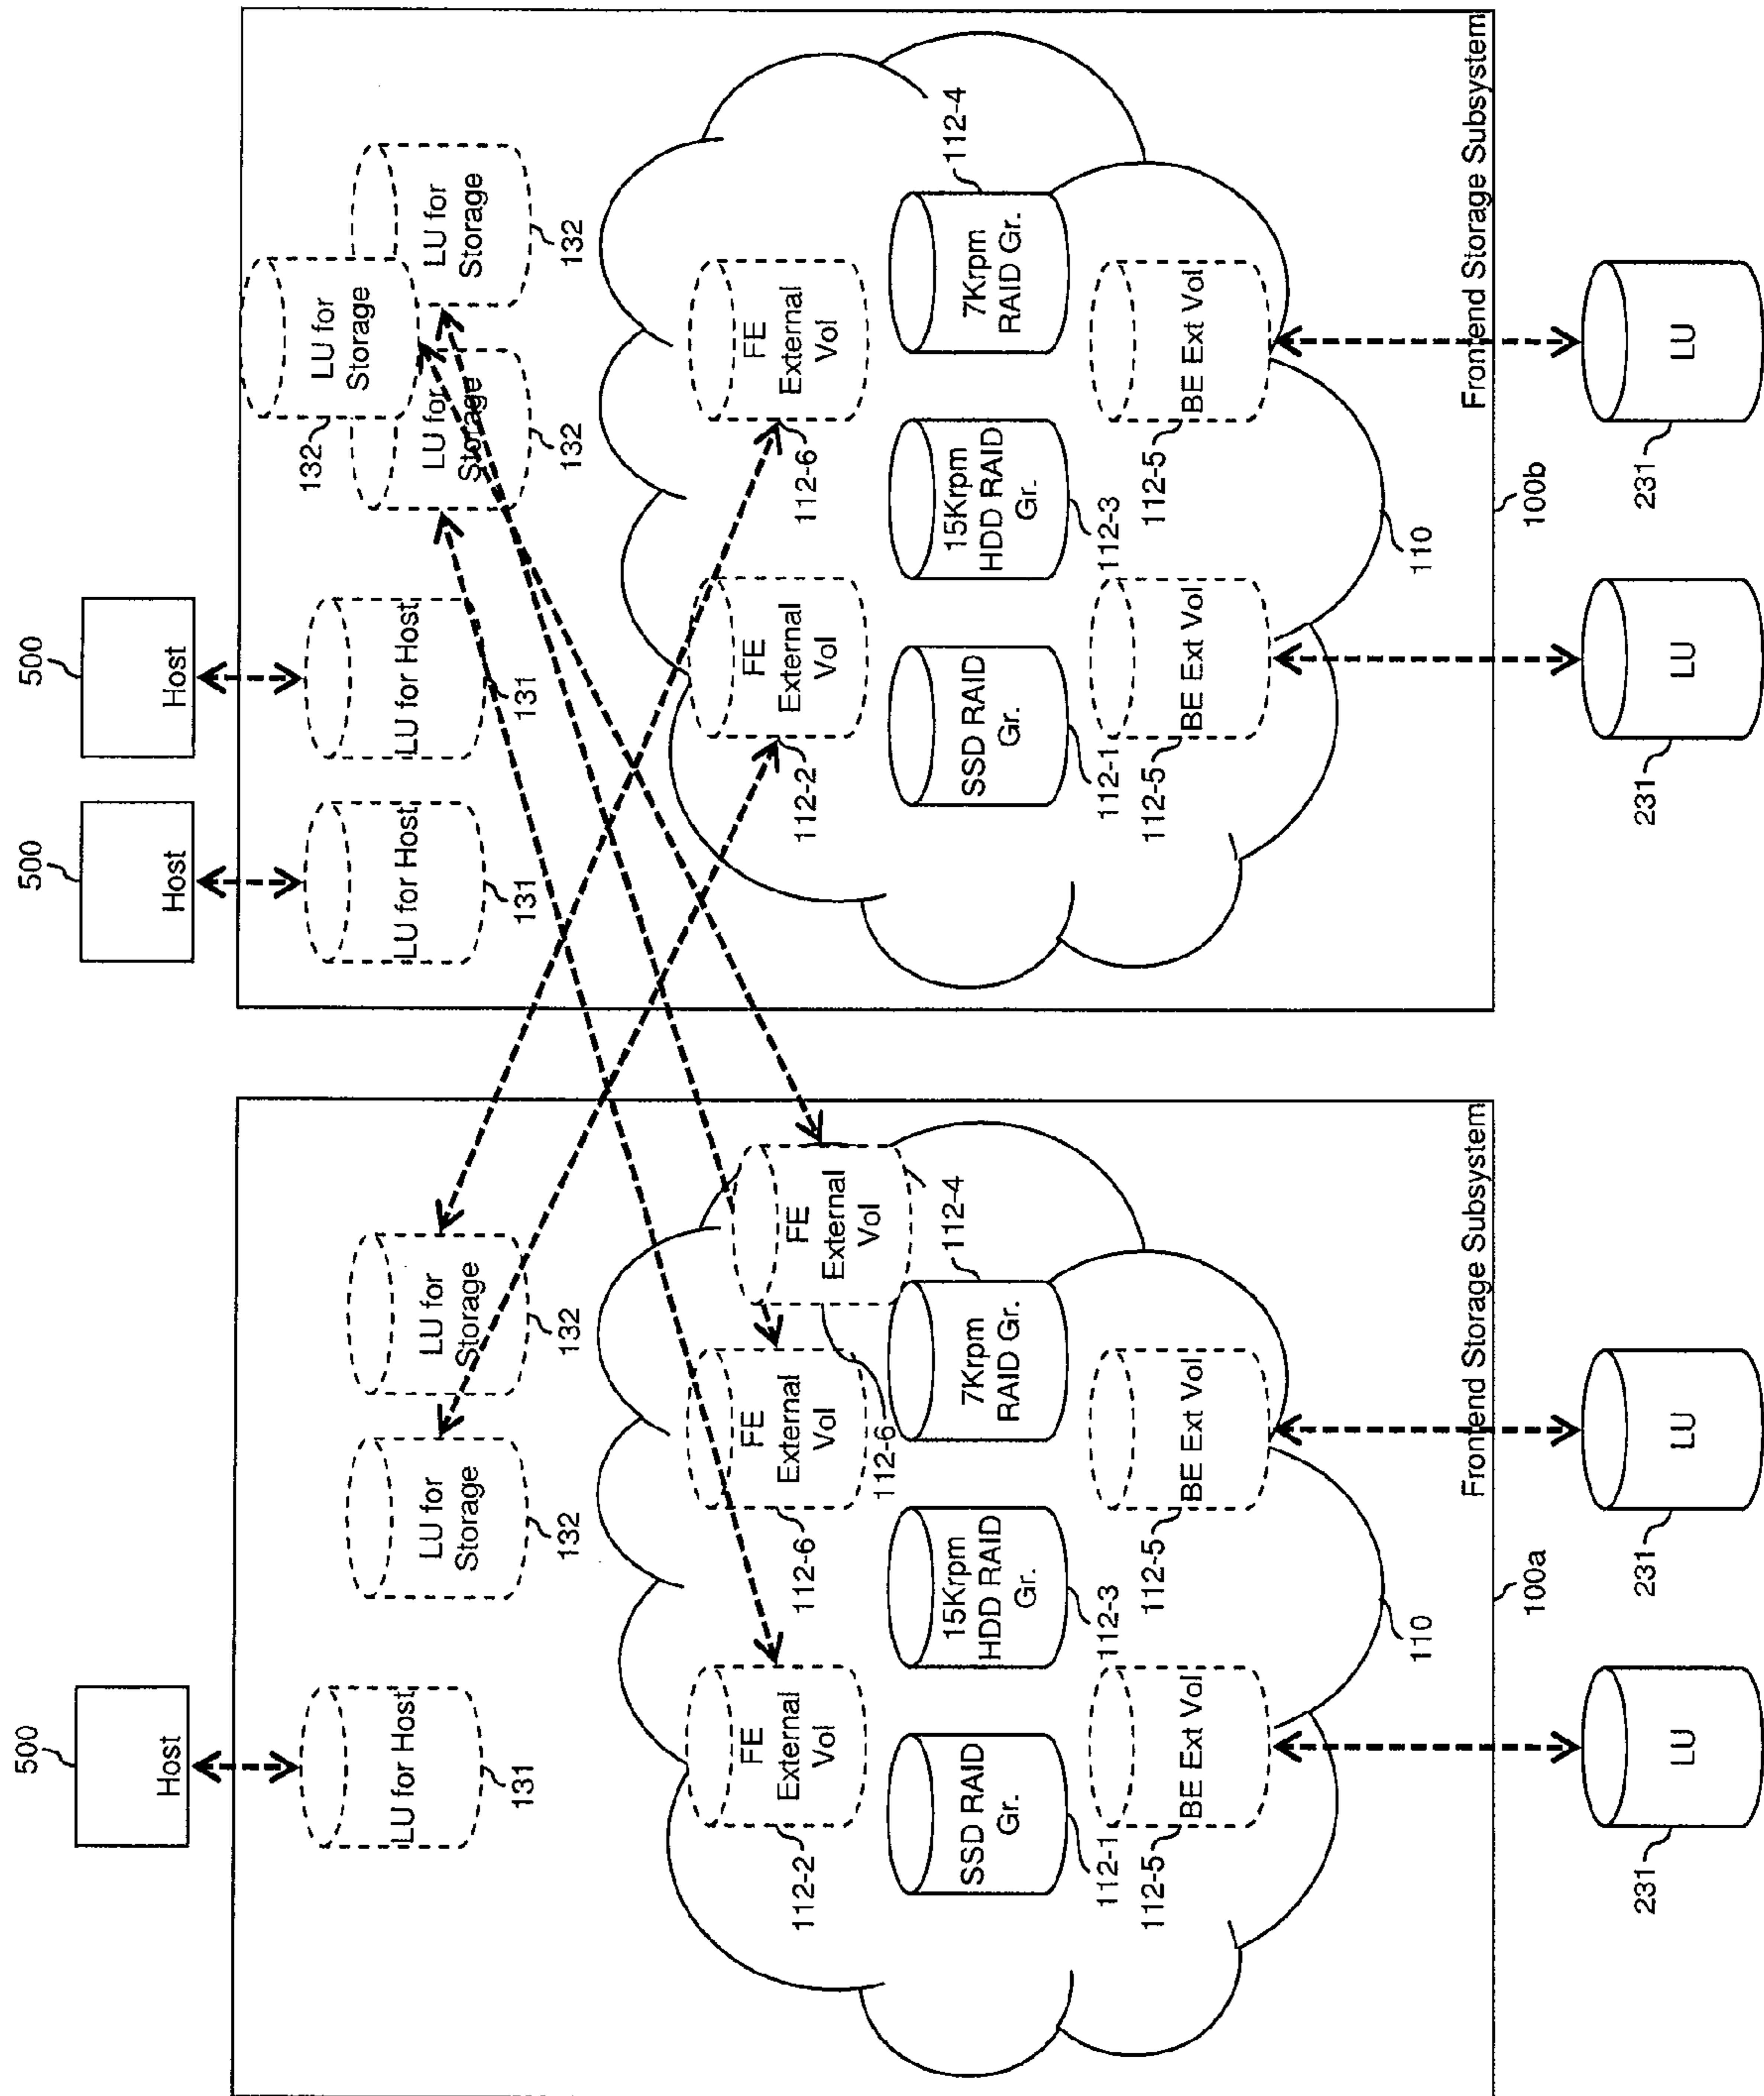 500
Host
LU for Host
131
LU for
Storage
132
LU for
Storage
132
FE
External
Vol
112-2
FE
External
Vol
112-6
FE
External
Vol
112-6
SSD RAID
Gr.
112-1
15Krpm
HDD RAID
Gr.
112-3
7Krpm
RAID Gr.
112-4
BE Ext Vol
112-5
BE Ext Vol
112-5
110
Frontend Storage Subsystem
100a
LU
231
LU
231
500
Host
500
Host
LU for Host
131
LU for Host
131
LU for
Storage
132
LU for
Storage
132
LU for
Storage
132
FE
External
Vol
112-2
FE
External
Vol
112-6
SSD RAID
Gr.
112-1
15Krpm
HDD RAID
Gr.
112-3
7Krpm
RAID Gr.
112-4
BE Ext Vol
112-5
BE Ext Vol
112-5
110
Frontend Storage Subsystem
100b
LU
231
LU
231